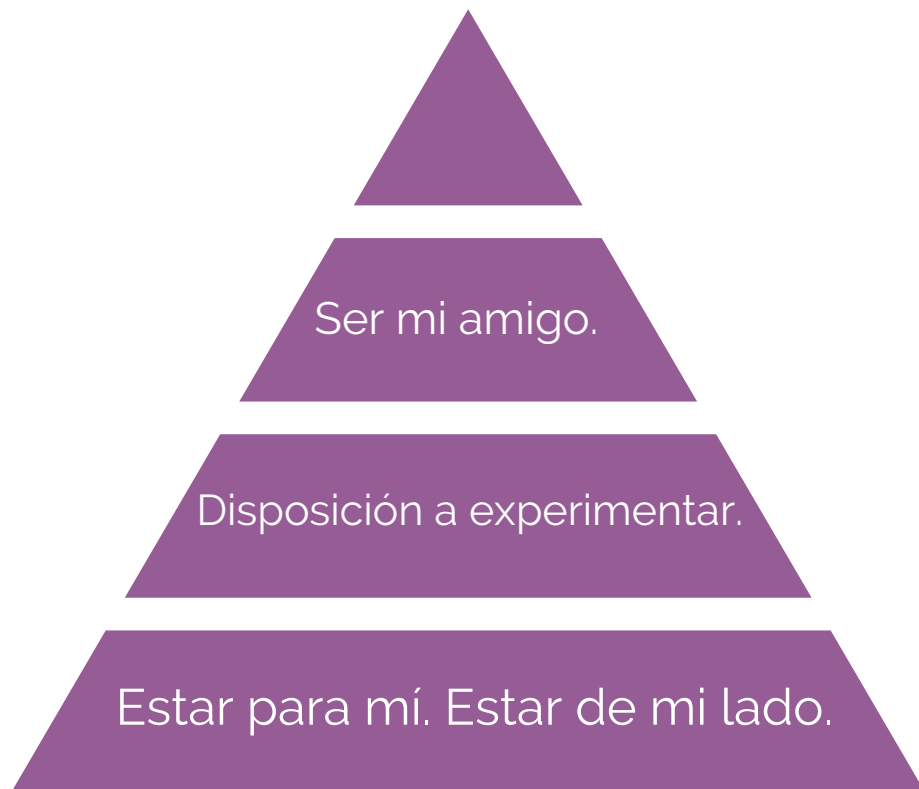 Ser mi amigo.
Disposición a experimentar.
Estar para mí. Estar de mi lado.